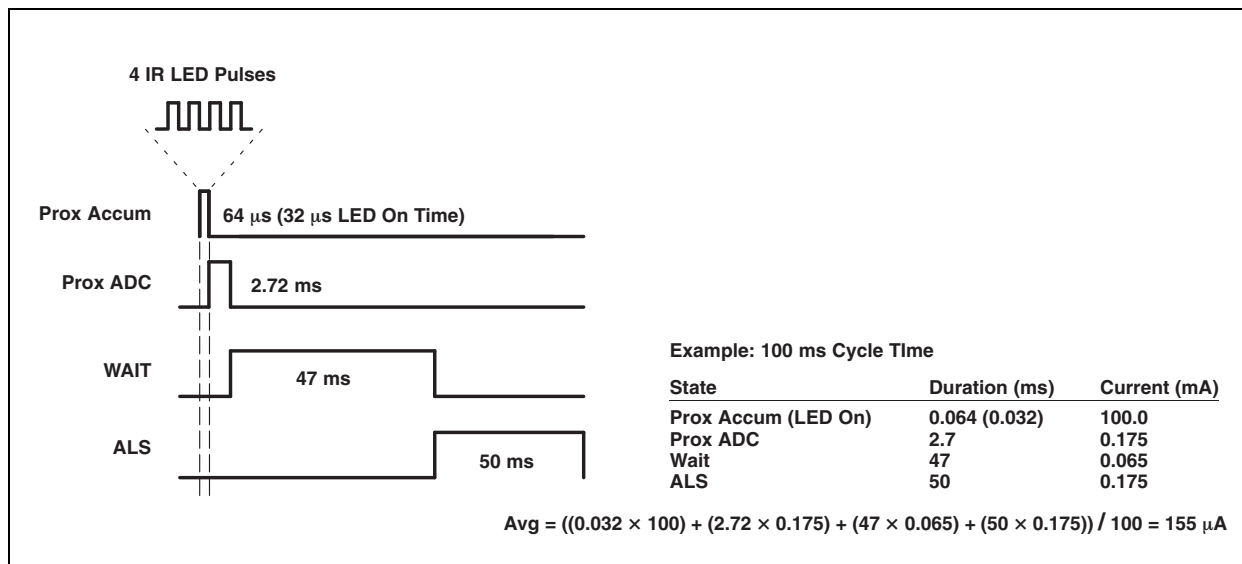 4 IR LED Pulses
Prox Accum
64 μs (32 μs LED On Time)
Prox ADC
2.72 ms
WAIT
47 ms
ALS
50 ms
Example: 100 ms Cycle TIme
State Duration (ms) Current (mA)
Prox Accum (LED On) 0.064 (0.032) 100.0
Prox ADC 2.7 0.175
Wait 47 0.065
ALS 50 0.175
Avg = ((0.032 × 100) + (2.72 × 0.175) + (47 × 0.065) + (50 × 0.175)) / 100 = 155 μA